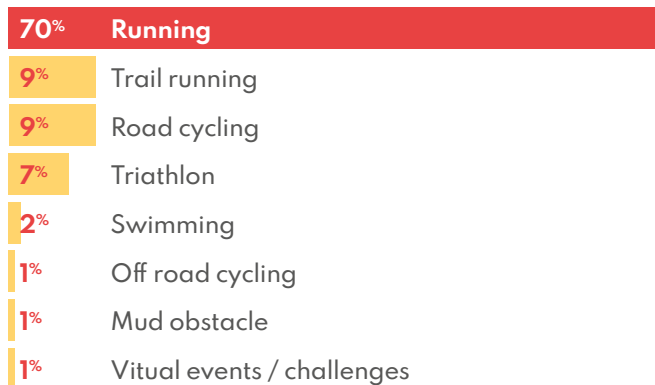 70% Running
9% Trail running
9% Road cycling
7% Triathlon
2% Swimming
1% Off road cycling
1% Mud obstacle
1% Vitual events / challenges